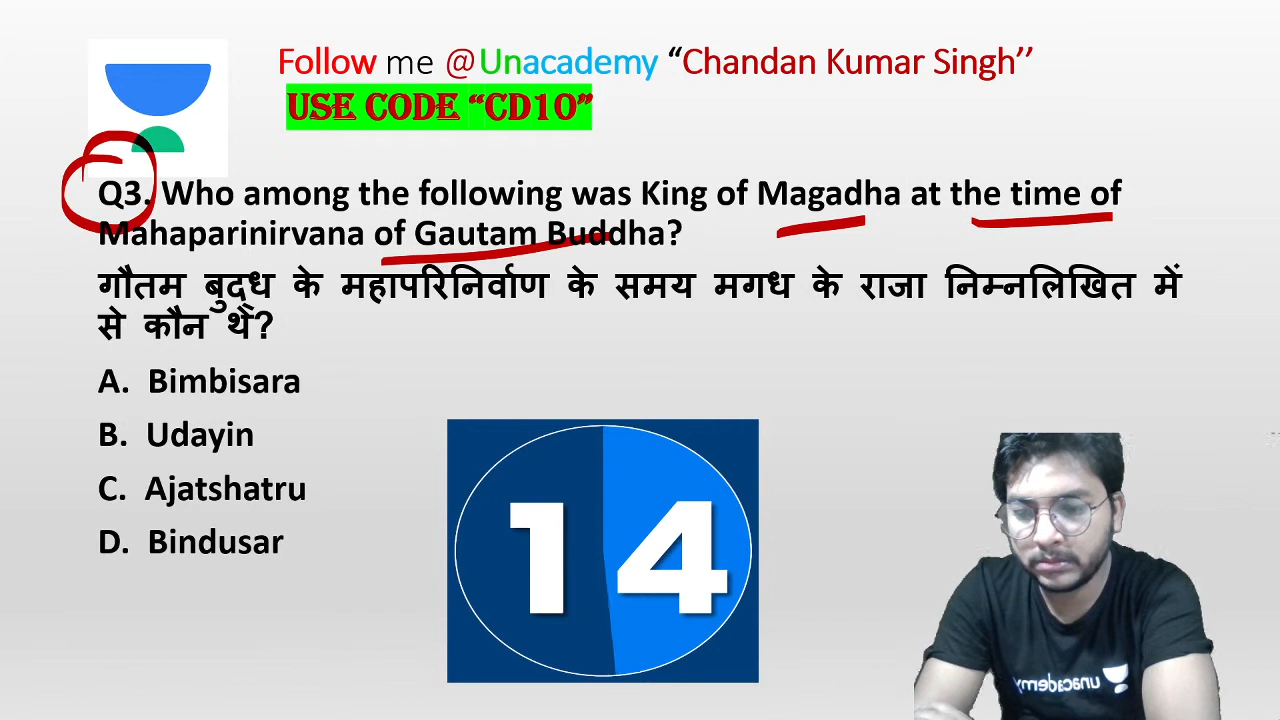 Follow me @Unacademy “Chandan Kumar Singh’’
USE CODE “CD10”
Q3. Who among the following was King of Magadha at the time of
Mahaparinirvana of Gautam Buddha?
गौतम बुद्ध के महापरिनिर्वाण के समय मगध के राजा निम्नलिखित में
से कौन थे?
A. Bimbisara
B. Udayin
C. Ajatshatru
D. Bindusar
14
unacademy